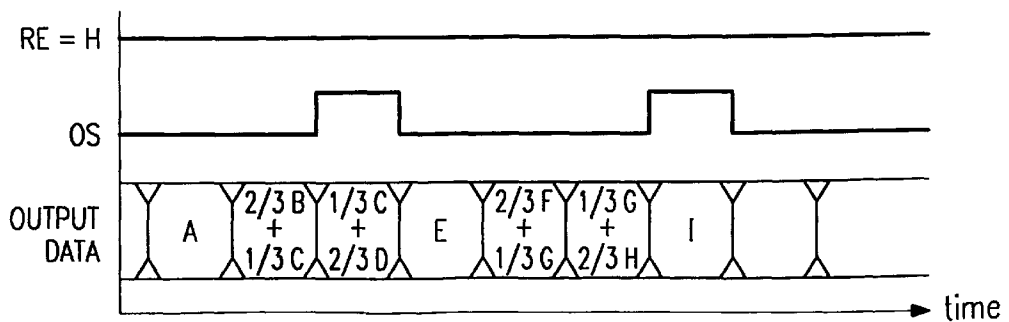 RE = H
OS
OUTPUT DATA
A
2/3 B + 1/3 C
1/3 C + 2/3 D
E
2/3 F + 1/3 G
1/3 G + 2/3 H
I
time